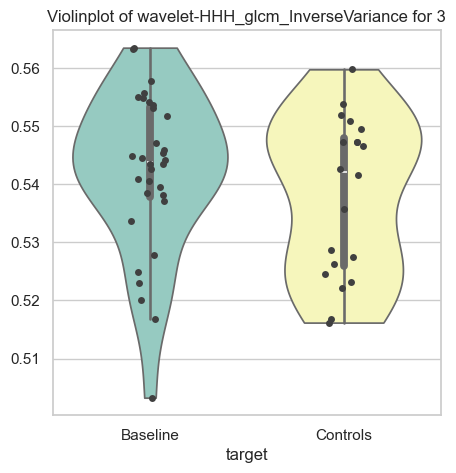 Violinplot of wavelet-HHH_glcm_InverseVariance for 3
0.56
0.55
0.54
0.53
0.52
0.51
Baseline
Controls
target